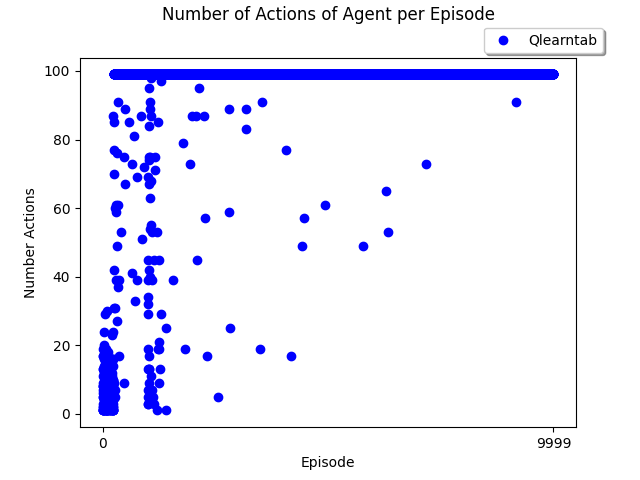 Number of Actions of Agent per Episode
Qlearntab
100
80
60
40
20
0
Number Actions
0 9999
Episode